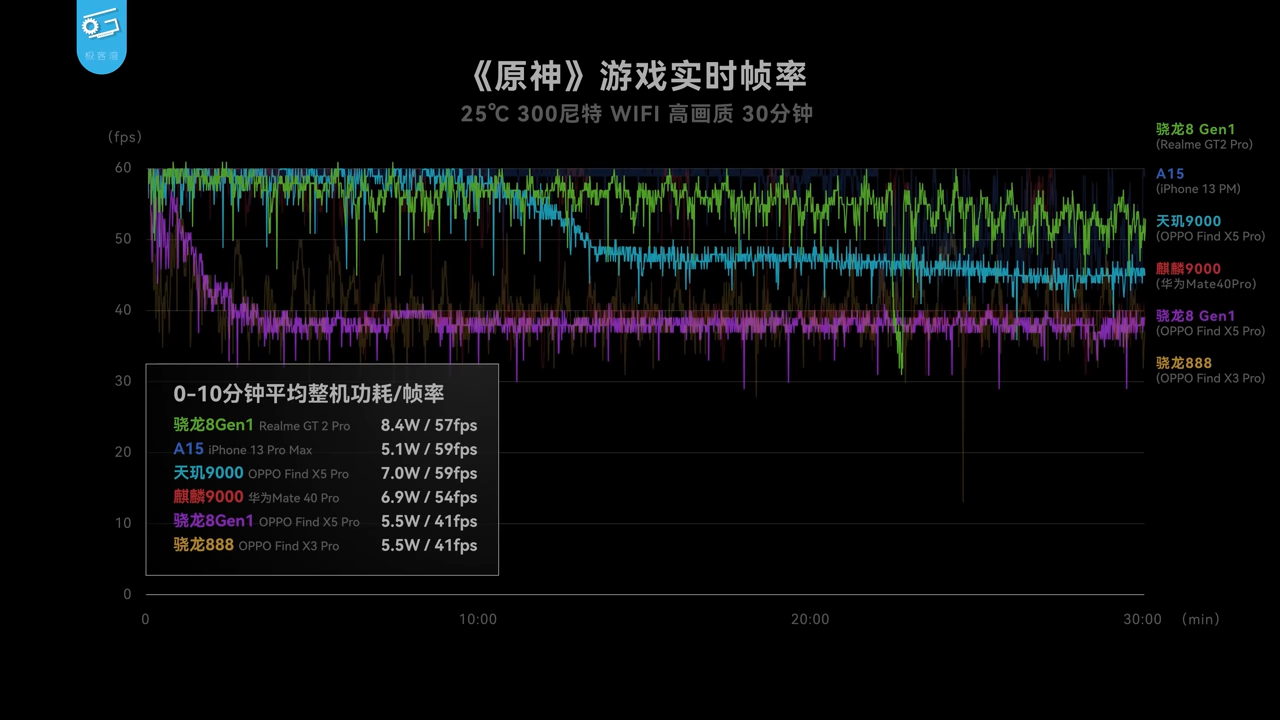 极客湾
《原神》游戏实时帧率
25℃ 300尼特 WIFI 高画质 30分钟
(fps)
60
50
40
30
20
10
0
0
10:00
20:00
30:00
(min)
骁龙8 Gen1
(Realme GT2 Pro)
A15
(iPhone 13 PM)
天玑9000
(OPPO Find X5 Pro)
麒麟9000
(华为Mate40Pro)
骁龙8 Gen1
(OPPO Find X5 Pro)
骁龙888
(OPPO Find X3 Pro)
0-10分钟平均整机功耗/帧率
骁龙8Gen1 Realme GT 2 Pro 8.4W / 57fps
A15 iPhone 13 Pro Max 5.1W / 59fps
天玑9000 OPPO Find X5 Pro 7.0W / 59fps
麒麟9000 华为Mate 40 Pro 6.9W / 54fps
骁龙8Gen1 OPPO Find X5 Pro 5.5W / 41fps
骁龙888 OPPO Find X3 Pro 5.5W / 41fps